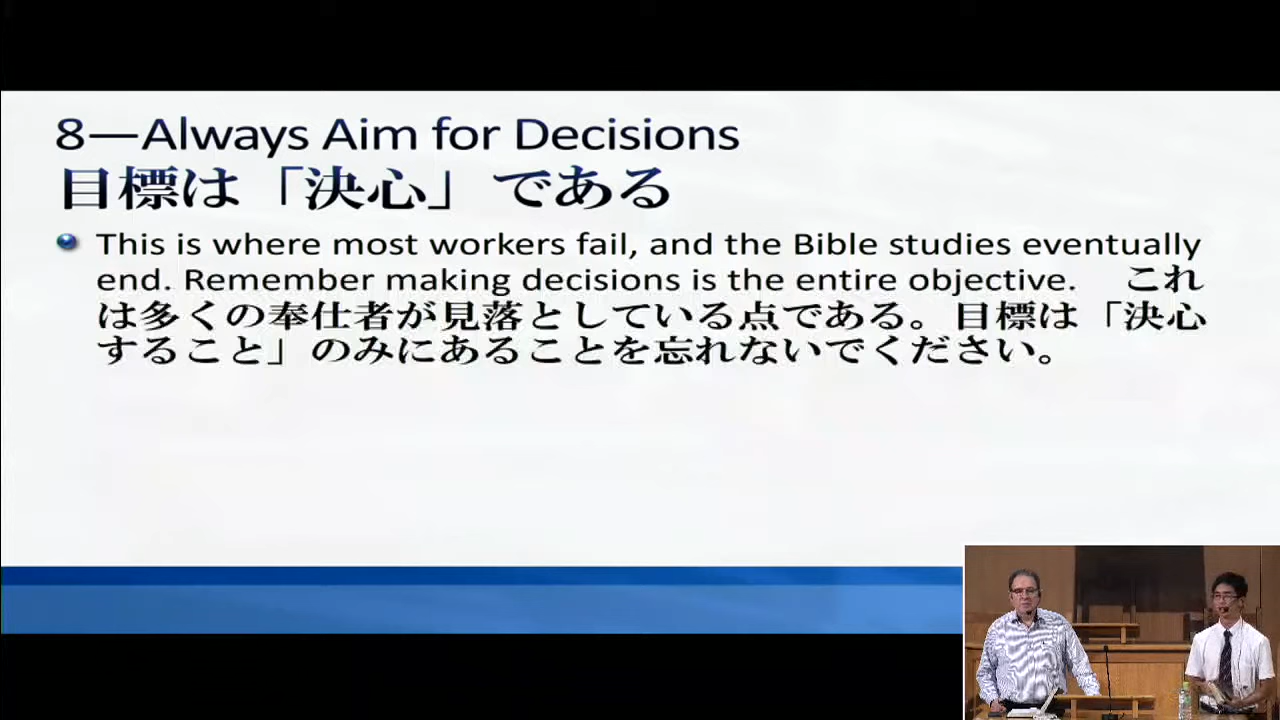 8—Always Aim for Decisions
目標は「決心」である
This is where most workers fail, and the Bible studies eventually
end. Remember making decisions is the entire objective. これ
は多くの奉仕者が見落としている点である。目標は「決心
すること」のみにあることを忘れないでください。